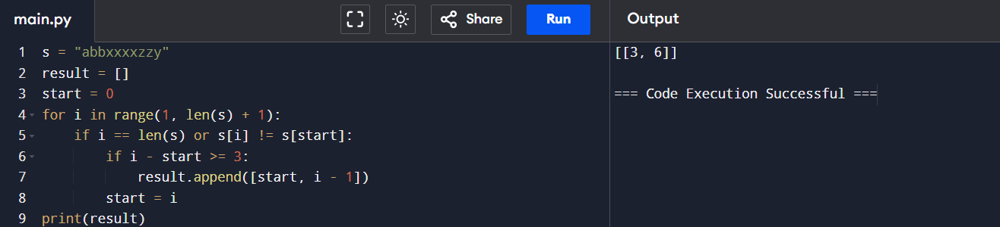 main.py Share Run Output
1 s = "abbxxxxzzy"
2 result = []
3 start = 0
4 for i in range(1, len(s) + 1):
5     if i == len(s) or s[i] != s[start]:
6         if i - start >= 3:
7             result.append([start, i - 1])
8         start = i
9 print(result)
[[3, 6]]
=== Code Execution Successful ===